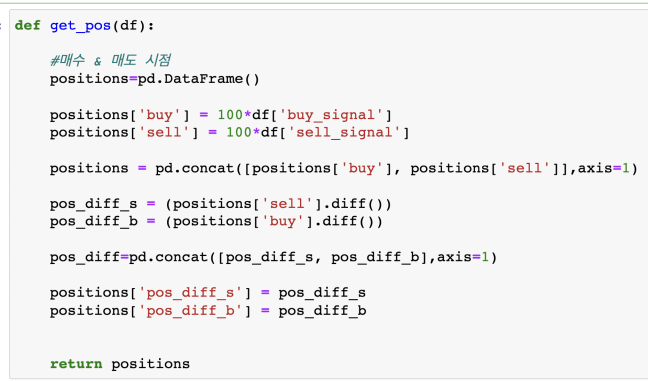 : def get_pos(df):
#매수 & 매도 시점
positions=pd.DataFrame()
positions['buy'] = 100*df['buy_signal']
positions['sell'] = 100*df['sell_signal']
positions = pd.concat([positions['buy'], positions['sell']],axis=1)
pos_diff_s = (positions['sell'].diff())
pos_diff_b = (positions['buy'].diff())
pos_diff=pd.concat([pos_diff_s, pos_diff_b],axis=1)
positions['pos_diff_s'] = pos_diff_s
positions['pos_diff_b'] = pos_diff_b
return positions